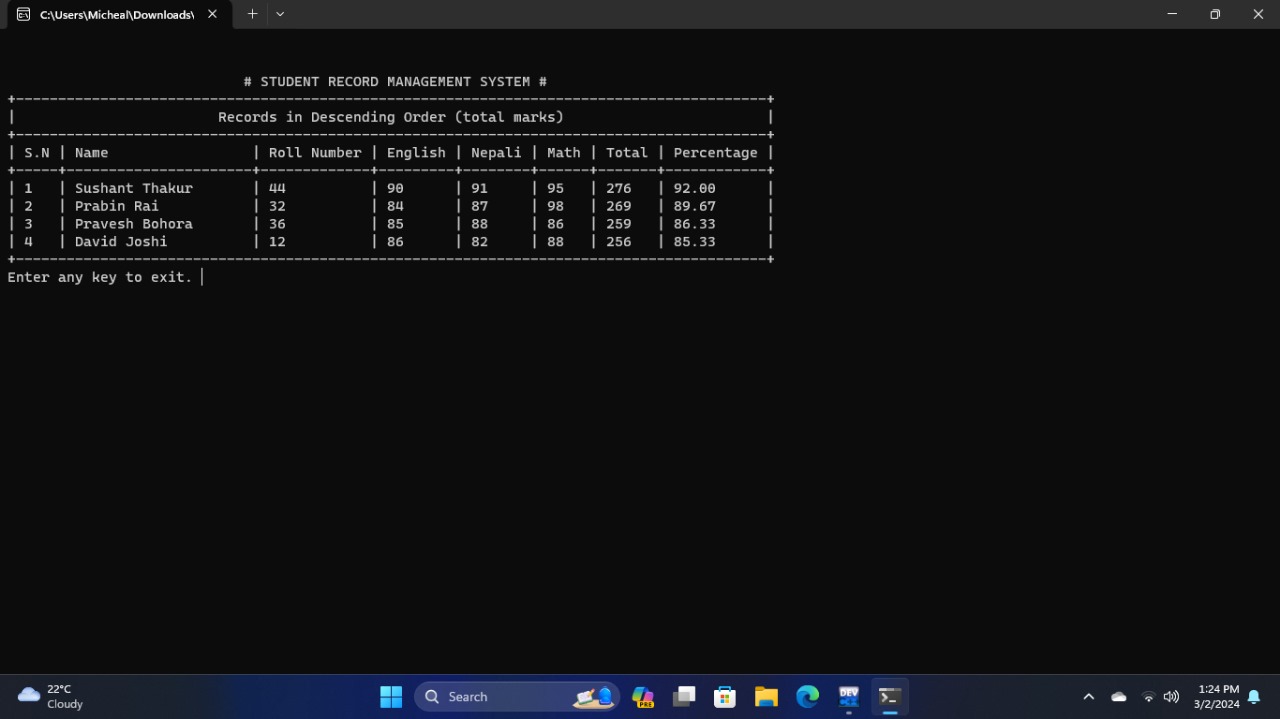 C:\Users\Micheal\Downloads\
# STUDENT RECORD MANAGEMENT SYSTEM #
Records in Descending Order (total marks)
| S.N | Name | Roll Number | English | Nepali | Math | Total | Percentage |
| 1 | Sushant Thakur | 44 | 90 | 91 | 95 | 276 | 92.00 |
| 2 | Prabin Rai | 32 | 84 | 87 | 98 | 269 | 89.67 |
| 3 | Pravesh Bohora | 36 | 85 | 88 | 86 | 259 | 86.33 |
| 4 | David Joshi | 12 | 86 | 82 | 88 | 256 | 85.33 |
Enter any key to exit.
22°C
Cloudy
Search
PRE
DEV
1:24 PM
3/2/2024